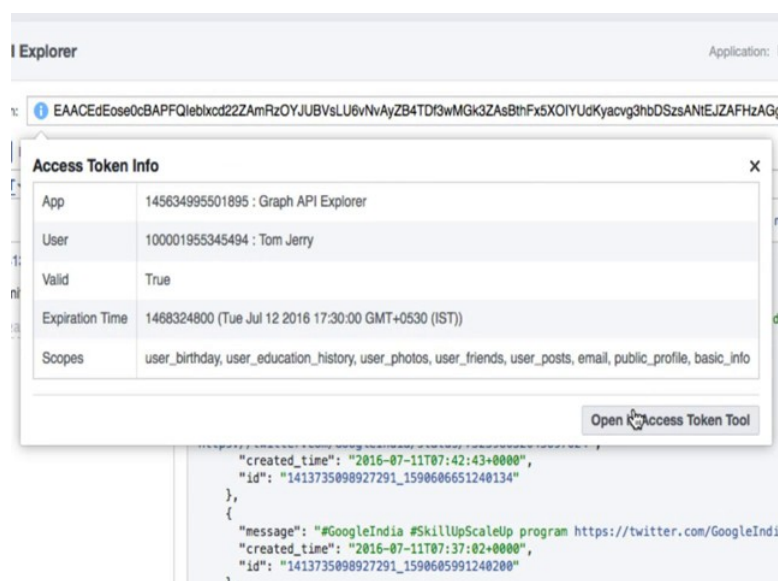 I Explorer
Application:
n:
EAACEdEose0cBAPFQleblxcd22ZAmRzOYJUBVsLU6vNvAyZB4TDf3wMGk3ZAsBthFx5XOIYUdKyacvg3hbDSzsANtEJZAFHzAG
Access Token Info
App 145634995501895 : Graph API Explorer
User 100001955345494 : Tom Jerry
Valid True
Expiration Time 1468324800 (Tue Jul 12 2016 17:30:00 GMT+0530 (IST))
Scopes user_birthday, user_education_history, user_photos, user_friends, user_posts, email, public_profile, basic_info
Open in Access Token Tool
"created_time": "2016-07-11T07:42:43+0000",
"id": "1413735098927291_1590606651240134"
},
{
"message": "#GoogleIndia #SkillUpScaleUp program https://twitter.com/GoogleIndi
"created_time": "2016-07-11T07:37:02+0000",
"id": "1413735098927291_1590605991240200"